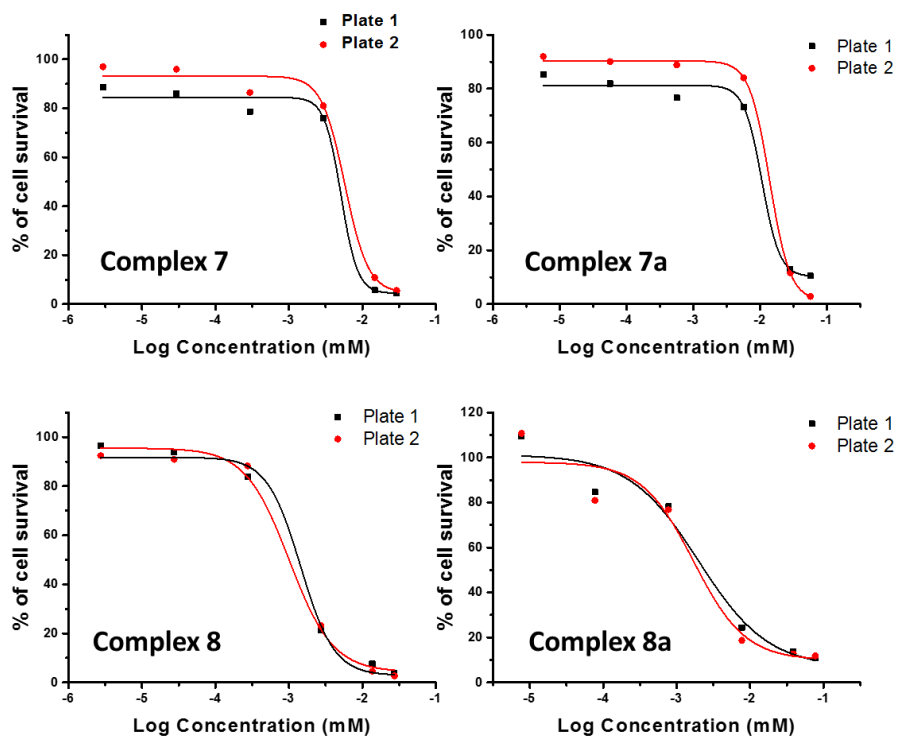 Plate 1
Plate 2
100
80
60
40
20
0
% of cell survival
Complex 7
-6 -5 -4 -3 -2 -1
Log Concentration (mM)
Plate 1
Plate 2
100
80
60
40
20
0
% of cell survival
Complex 7a
-6 -5 -4 -3 -2 -1
Log Concentration (mM)
Plate 1
Plate 2
100
80
60
40
20
0
% of cell survival
Complex 8
-6 -5 -4 -3 -2 -1
Log Concentration (mM)
Plate 1
Plate 2
120
100
80
60
40
20
0
% of cell survival
Complex 8a
-5 -4 -3 -2 -1
Log Concentration (mM)